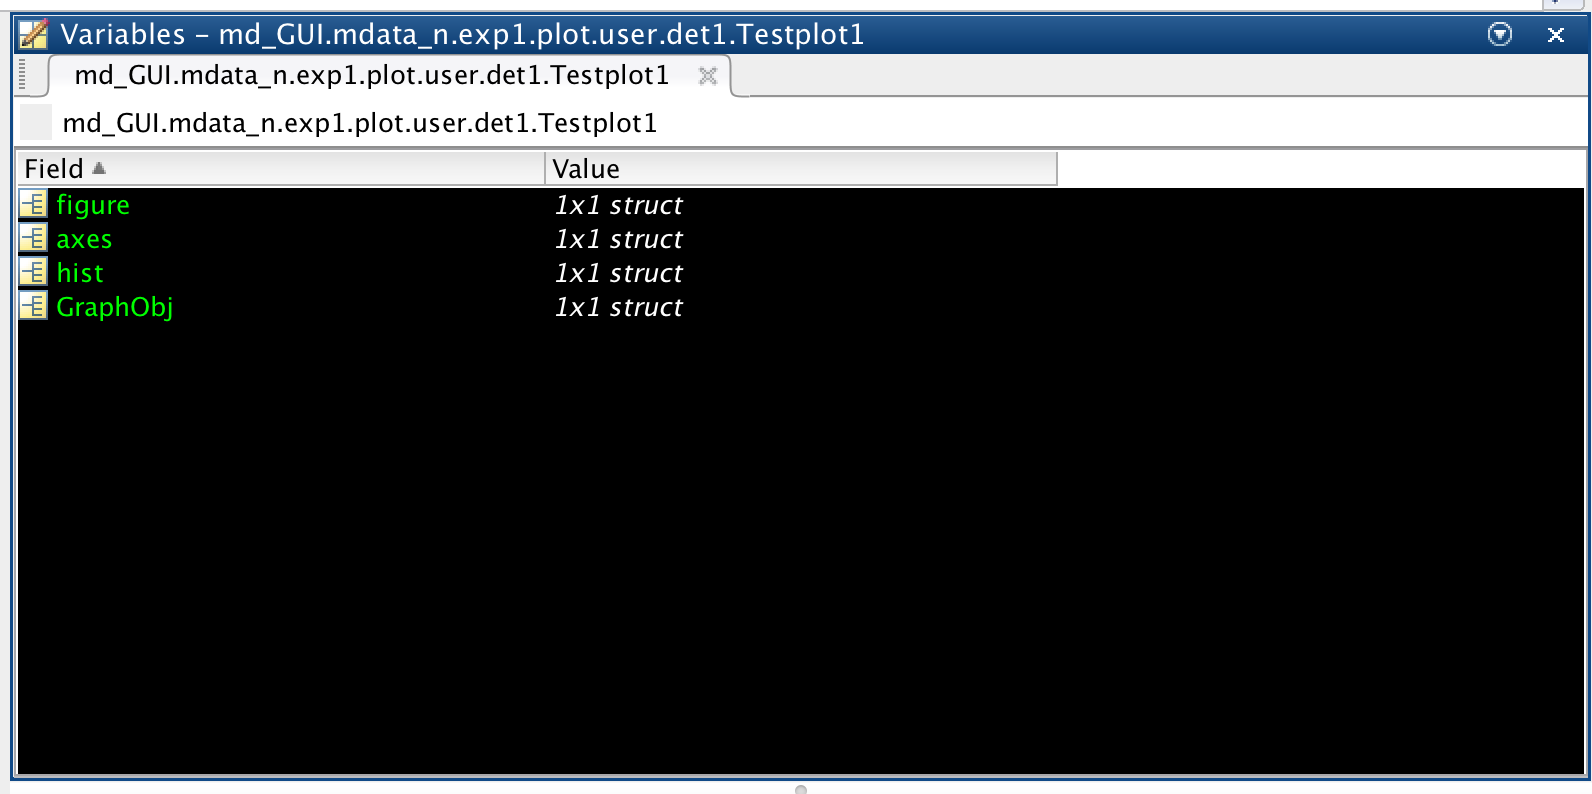 Variables – md_GUI.mdata_n.exp1.plot.user.det1.Testplot1
md_GUI.mdata_n.exp1.plot.user.det1.Testplot1
md_GUI.mdata_n.exp1.plot.user.det1.Testplot1
Field Value
figure 1x1 struct
axes 1x1 struct
hist 1x1 struct
GraphObj 1x1 struct